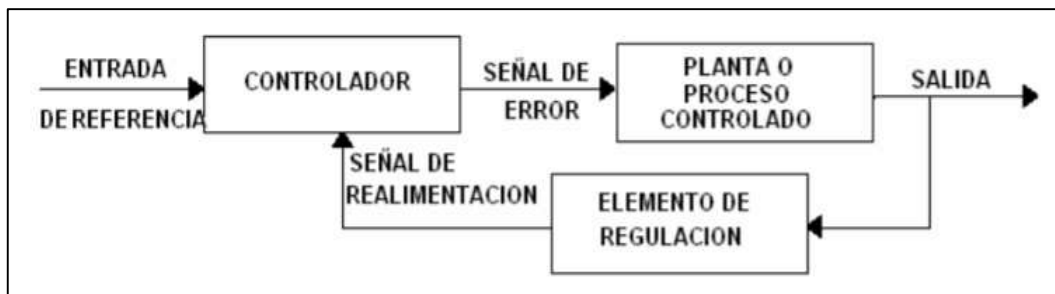 ENTRADA
DE REFERENCIA
CONTROLADOR
SEÑAL DE
ERROR
PLANTA O
PROCESO
CONTROLADO
SALIDA
SEÑAL DE
REALIMENTACION
ELEMENTO DE
REGULACION